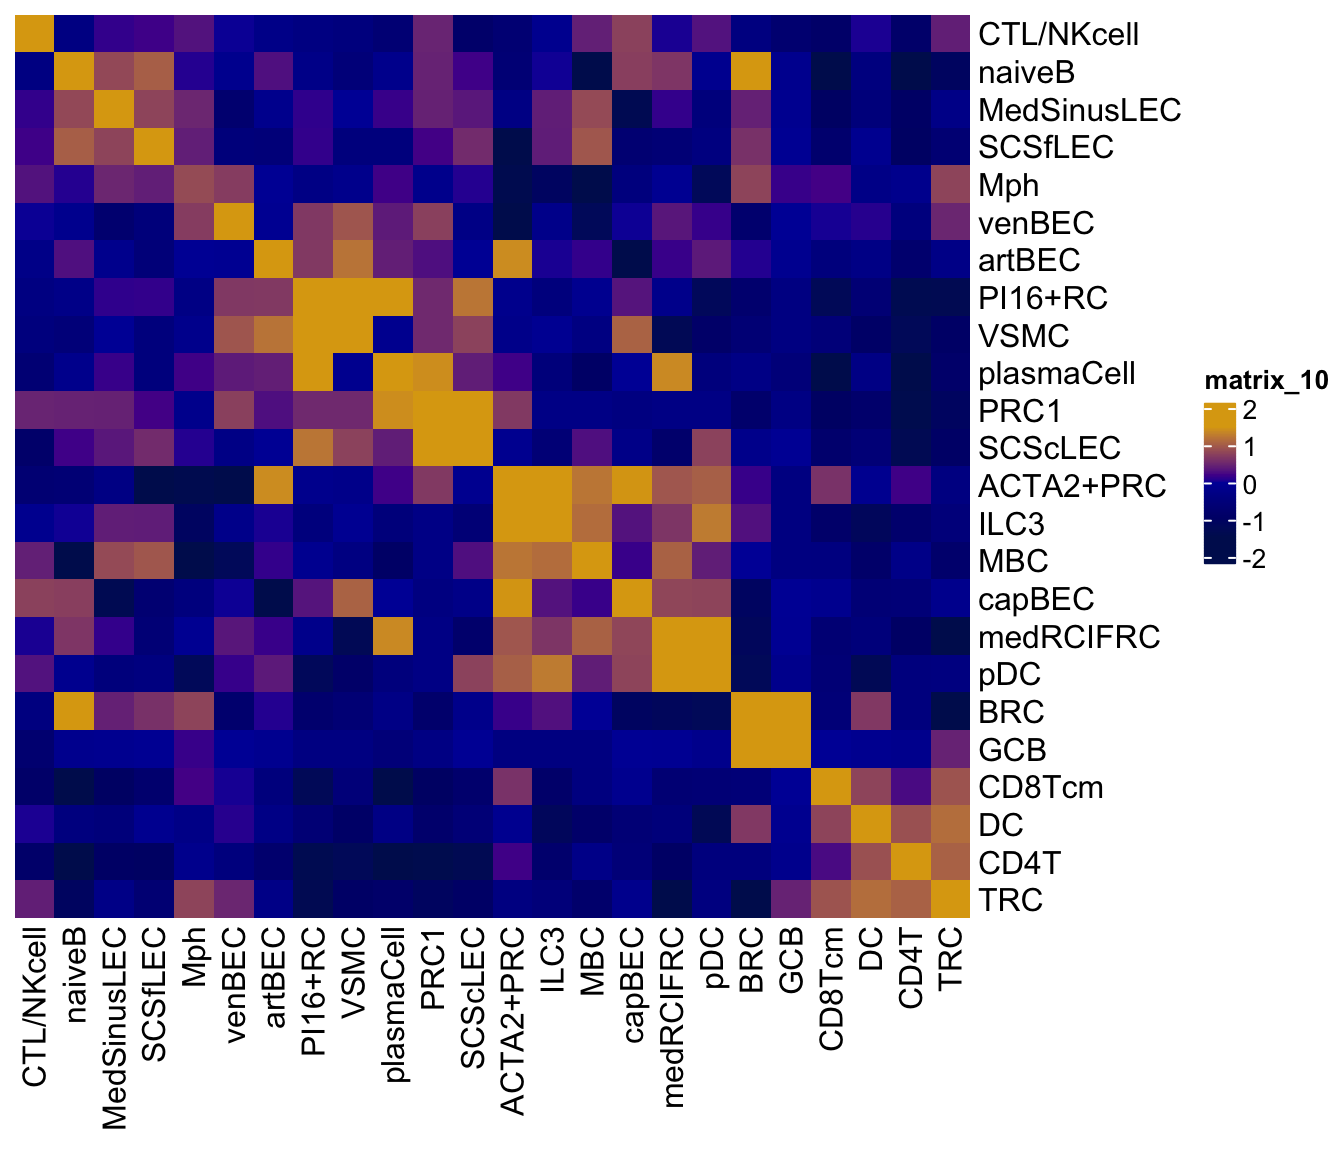 CTL/NKcell
naiveB
MedSinusLEC
SCSfLEC
Mph
venBEC
artBEC
PI16+RC
VSMC
plasmaCell
PRC1
SCScLEC
ACTA2+PRC
ILC3
MBC
capBEC
medRCIFRC
pDC
BRC
GCB
CD8Tcm
DC
CD4T
TRC
matrix_10
2
1
0
-1
-2
CTL/NKcell
naiveB
MedSinusLEC
SCSfLEC
Mph
venBEC
artBEC
PI16+RC
VSMC
plasmaCell
PRC1
SCScLEC
ACTA2+PRC
ILC3
MBC
capBEC
medRCIFRC
pDC
BRC
GCB
CD8Tcm
DC
CD4T
TRC